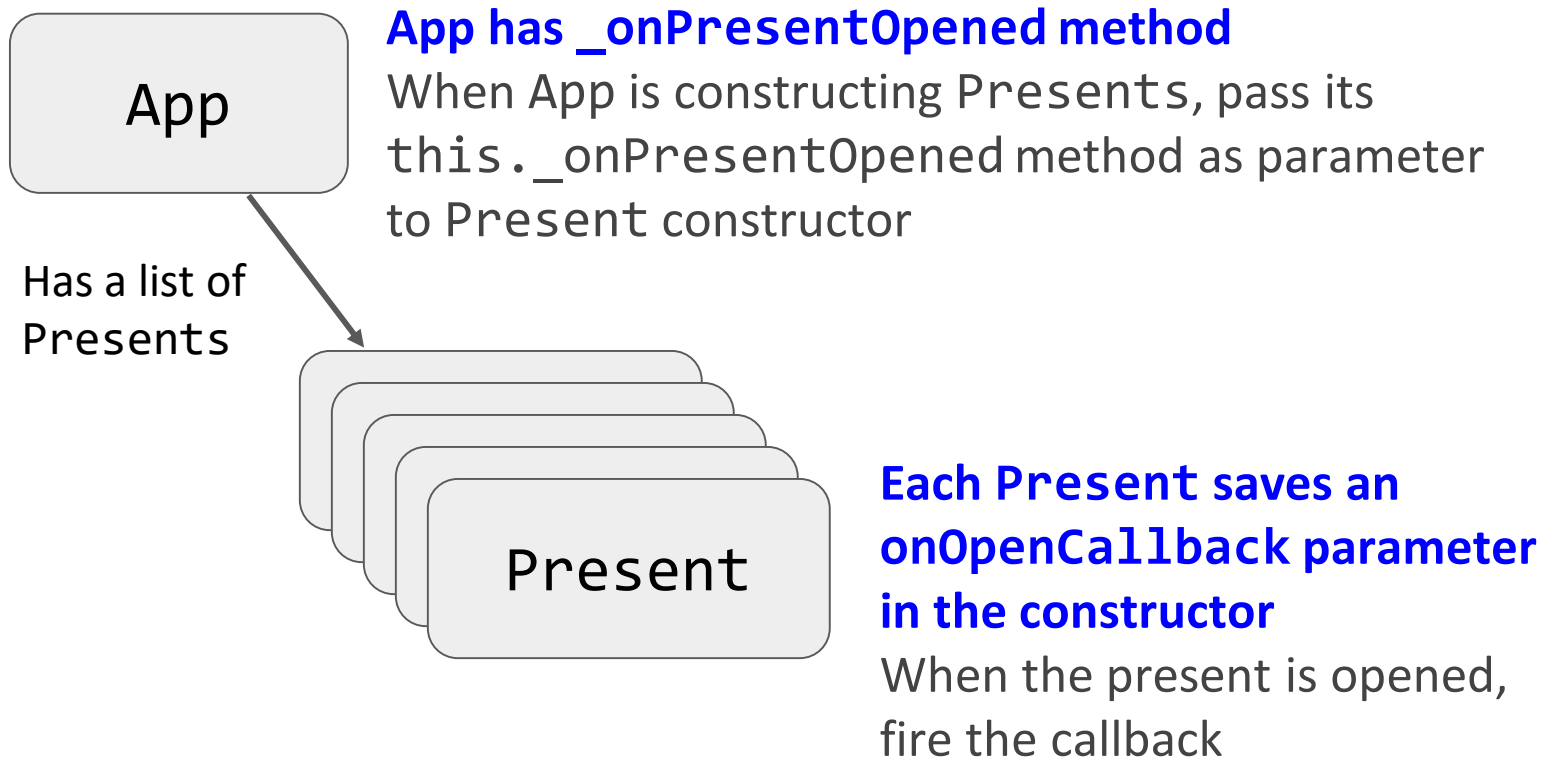 App
App has _onPresentOpened method
When App is constructing Presents, pass its
this._onPresentOpened method as parameter
to Present constructor
Has a list of
Presents
Present
Each Present saves an
onOpenCallback parameter
in the constructor
When the present is opened,
fire the callback